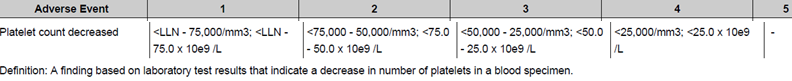 Adverse Event 1 2 3 4 5
Platelet count decreased <LLN - 75,000/mm3; <LLN - <75,000 - 50,000/mm3; <75.0 <50,000 - 25,000/mm3; <50.0 <25,000/mm3; <25.0 x 10e9 -
75.0 x 10e9 /L - 50.0 x 10e9 /L - 25.0 x 10e9 /L /L
Definition: A finding based on laboratory test results that indicate a decrease in number of platelets in a blood specimen.